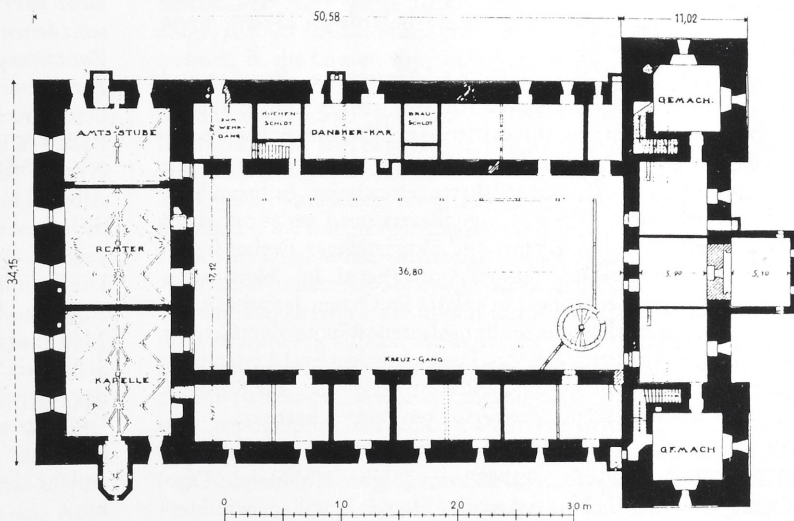 50,58
11,02
GEMACH.
AMTS-STUBE
ZUM
WEHR-
GANG
KUCHEN-
SCHLOT
DANSKER-KAR.
BRAU-
SCHLOT
34,15
REMTER
17,12
36,80
5,90
5,10
KAPELLE
KREUZ-GANG
GEMACH
0 10 20 30 m